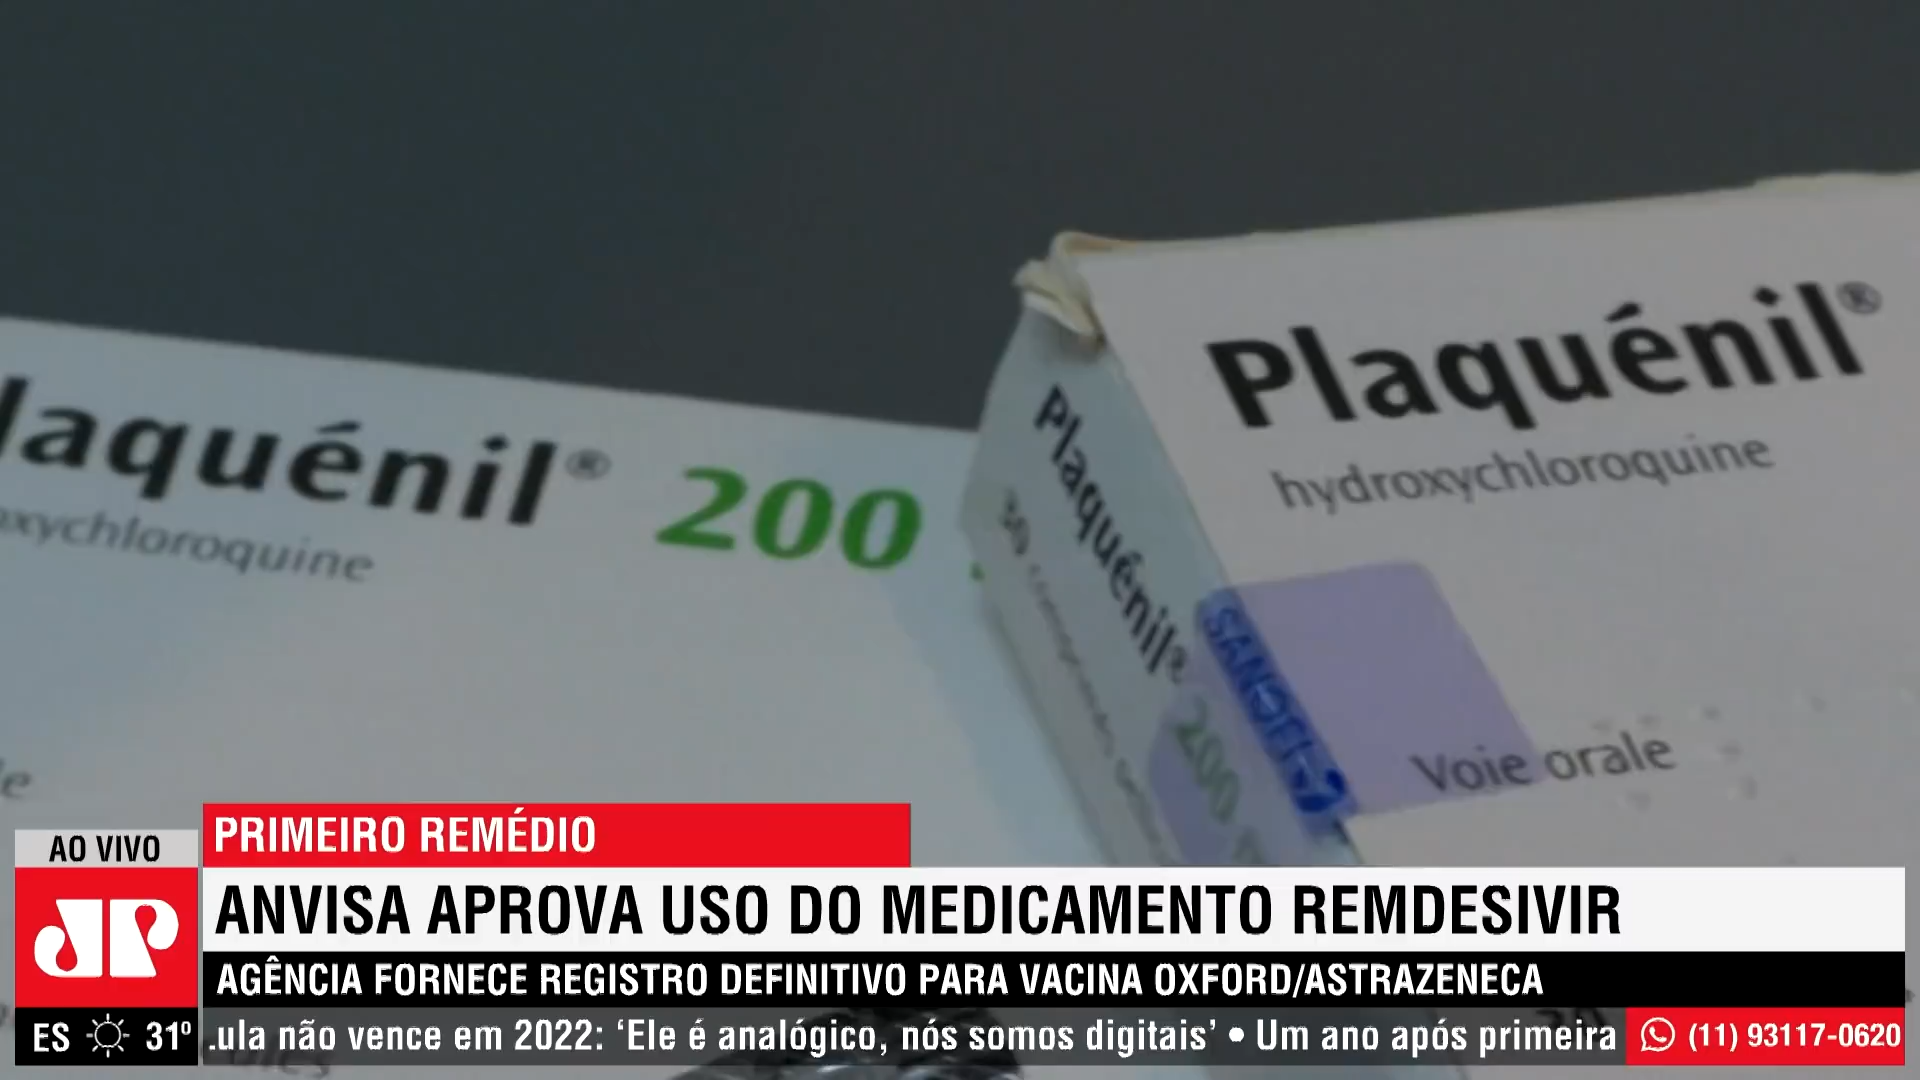 Plaquénil®
hydroxychloroquine
Voie orale
Plaquénil® 200
SANOFI
laquénil® 200
oxychloroquine
PRIMEIRO REMÉDIO
AO VIVO
JP
ANVISA APROVA USO DO MEDICAMENTO REMDESIVIR
AGÊNCIA FORNECE REGISTRO DEFINITIVO PARA VACINA OXFORD/ASTRAZENECA
ES 31º .ula não vence em 2022: ‘Ele é analógico, nós somos digitais’ • Um ano após primeira (11) 93117-0620